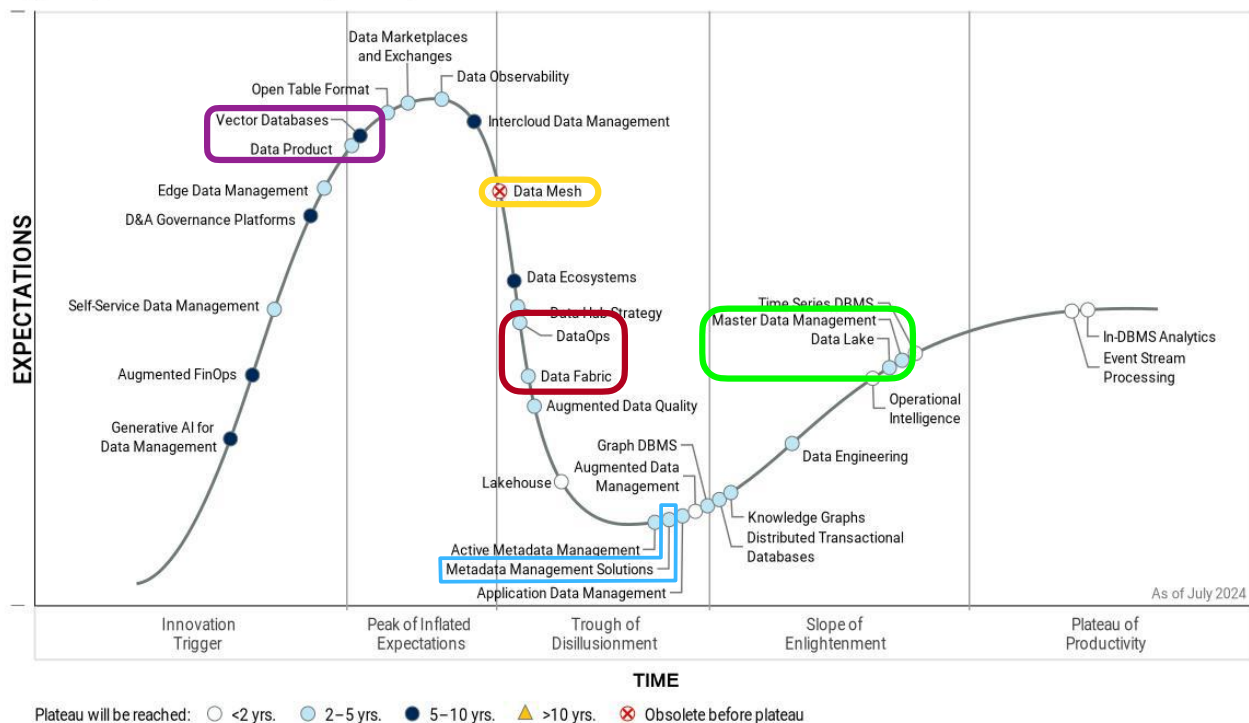 Data Marketplaces
and Exchanges
Data Observability
Open Table Format
Vector Databases
Intercloud Data Management
Data Product
Edge Data Management
Data Mesh
D&A Governance Platforms
Data Ecosystems
Self-Service Data Management
Data Hub Strategy
Time Series DBMS
Master Data Management
DataOps
Data Lake
In-DBMS Analytics
Event Stream
Processing
Augmented FinOps
Data Fabric
Augmented Data Quality
Operational
Intelligence
Generative AI for
Data Management
Graph DBMS
Data Engineering
Augmented Data
Management
Lakehouse
Knowledge Graphs
Distributed Transactional
Databases
Active Metadata Management
Metadata Management Solutions
Application Data Management
As of July 2024
EXPECTATIONS
Innovation
Trigger
Peak of Inflated
Expectations
Trough of
Disillusionment
Slope of
Enlightenment
Plateau of
Productivity
TIME
Plateau will be reached: <2 yrs. 2–5 yrs. 5–10 yrs. >10 yrs. Obsolete before plateau